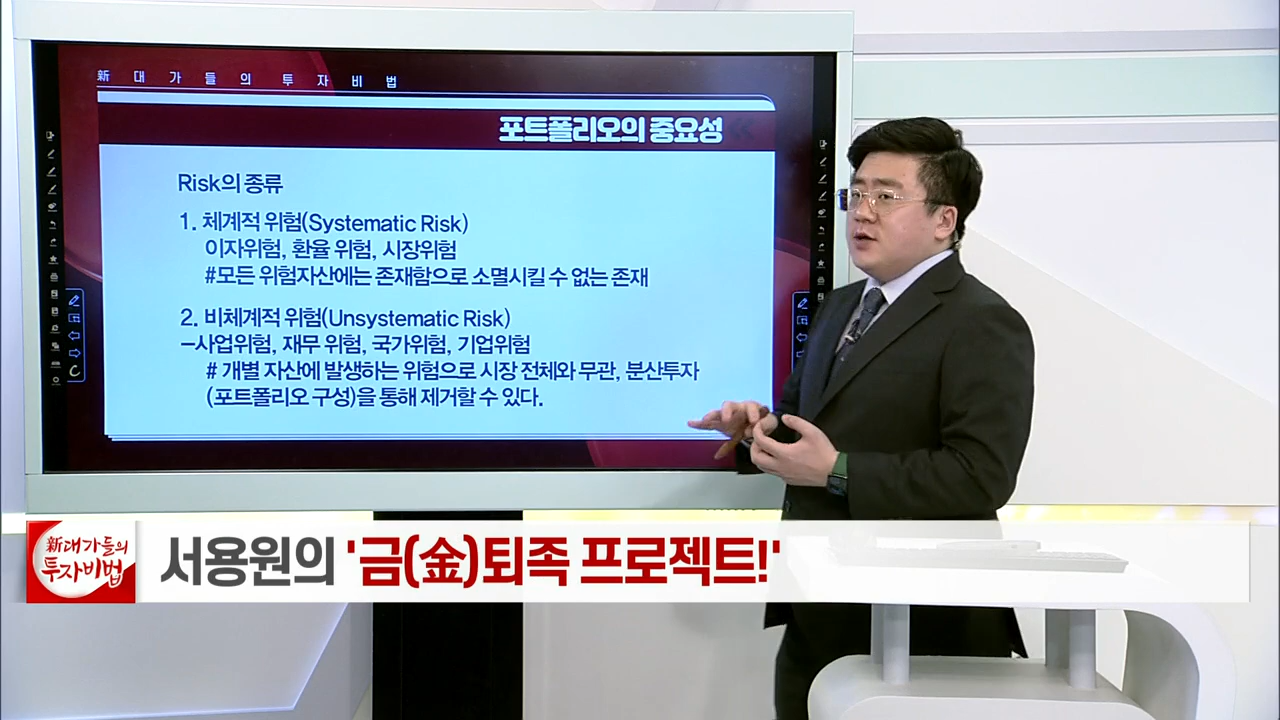 新 대가들의 투자비법
포트폴리오의 중요성
Risk의 종류
1. 체계적 위험(Systematic Risk)
이자위험, 환율 위험, 시장위험
#모든 위험자산에는 존재함으로 소멸시킬 수 없는 존재
2. 비체계적 위험(Unsystematic Risk)
–사업위험, 재무 위험, 국가위험, 기업위험
# 개별 자산에 발생하는 위험으로 시장 전체와 무관, 분산투자
(포트폴리오 구성)을 통해 제거할 수 있다.
新대가들의
투자비법
서용원의 '금(金)퇴족 프로젝트!'